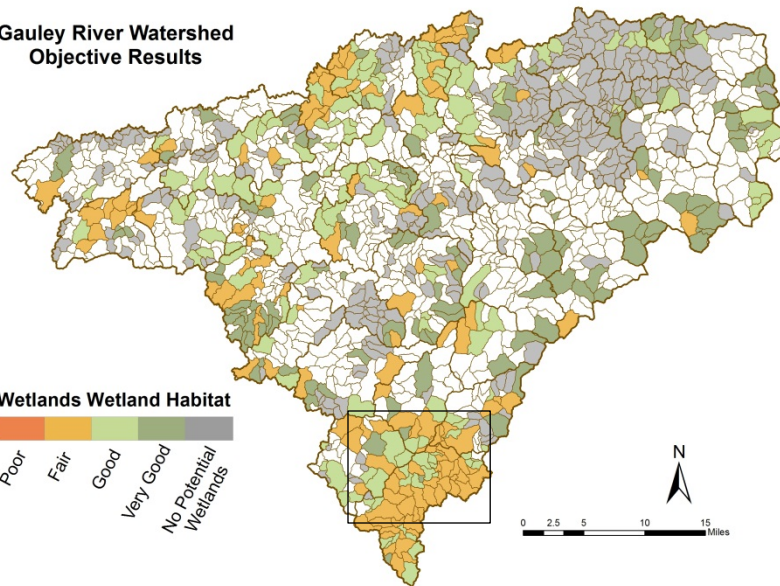 Gauley River Watershed
Objective Results
Wetlands Wetland Habitat
Poor
Fair
Good
Very Good
No Potential
Wetlands
N
0 2.5 5 10 15
Miles